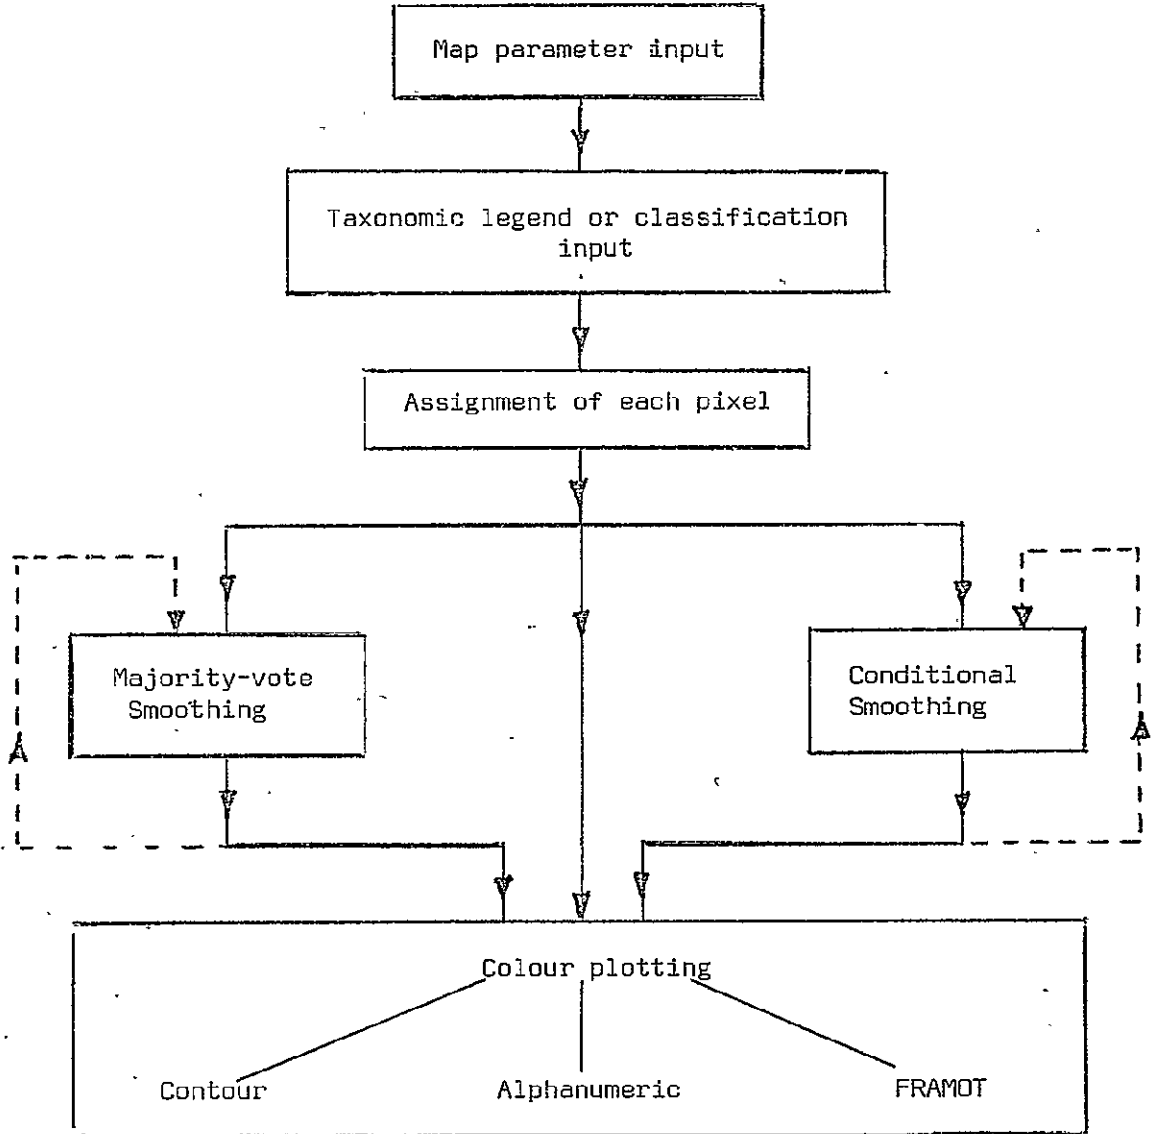 Map parameter input
Taxonomic legend or classification
input
Assignment of each pixel
Majority-vote
Smoothing
Conditional
Smoothing
Colour plotting
Contour
Alphanumeric
FRAMOT